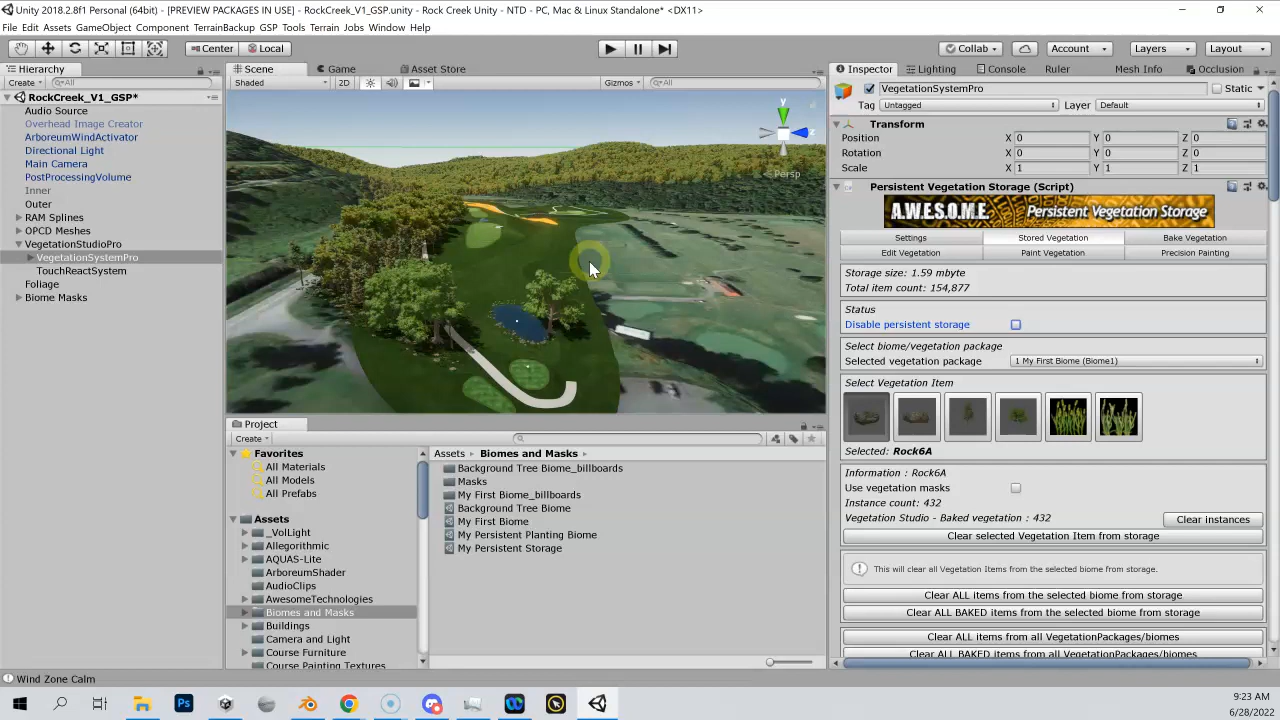 Unity 2018.2.8f1 Personal (64bit) - [PREVIEW PACKAGES IN USE] - RockCreek_V1_GSP.unity - Rock Creek Unity - NTD - PC, Mac & Linux Standalone* <DX11>
File Edit Assets GameObject Component TerrainBackup GSP Tools Terrain Jobs Window Help
Center Local Collab Account Layers Layout
Hierarchy
Create All
RockCreek_V1_GSP*
Audio Source
Overhead Image Creator
ArboreumWindActivator
Directional Light
Main Camera
PostProcessingVolume
Inner
Outer
RAM Splines
OPCD Meshes
VegetationStudioPro
VegetationSystemPro
TouchReactSystem
Foliage
Biome Masks
Scene Game Asset Store
Shaded 2D Gizmos All
y
z
Persp
Project
Create
Favorites
All Materials
All Models
All Prefabs
Assets
_VolLight
Allegorithmic
AQUAS-Lite
ArboreumShader
AudioClips
AwesomeTechnologies
Biomes and Masks
Buildings
Camera and Light
Course Furniture
Course Painting Textures
Assets Biomes and Masks
Background Tree Biome_billboards
Masks
My First Biome_billboards
Background Tree Biome
My First Biome
My Persistent Planting Biome
My Persistent Storage
Inspector Lighting Console Ruler Mesh Info Occlusion
VegetationSystemPro Static
Tag Untagged Layer Default
Transform
Position X 0 Y 0 Z 0
Rotation X 0 Y 0 Z 0
Scale X 1 Y 1 Z 1
Persistent Vegetation Storage (Script)
A.W.E.S.O.M.E. Persistent Vegetation Storage
Settings Stored Vegetation Bake Vegetation
Edit Vegetation Paint Vegetation Precision Painting
Storage size: 1.59 mbyte
Total item count: 154,877
Status
Disable persistent storage
Select biome/vegetation package
Selected vegetation package 1 My First Biome (Biome1)
Select Vegetation Item
Selected: Rock6A
Information : Rock6A
Use vegetation masks
Instance count: 432
Vegetation Studio - Baked vegetation : 432 Clear instances
Clear selected Vegetation Item from storage
This will clear all Vegetation Items from the selected biome from storage.
Clear ALL items from the selected biome from storage
Clear ALL BAKED items from the selected biome from storage
Clear ALL items from all VegetationPackages/biomes
Clear ALL BAKED items from all VegetationPackages/biomes
Wind Zone Calm
Ps
9:23 AM
6/28/2022